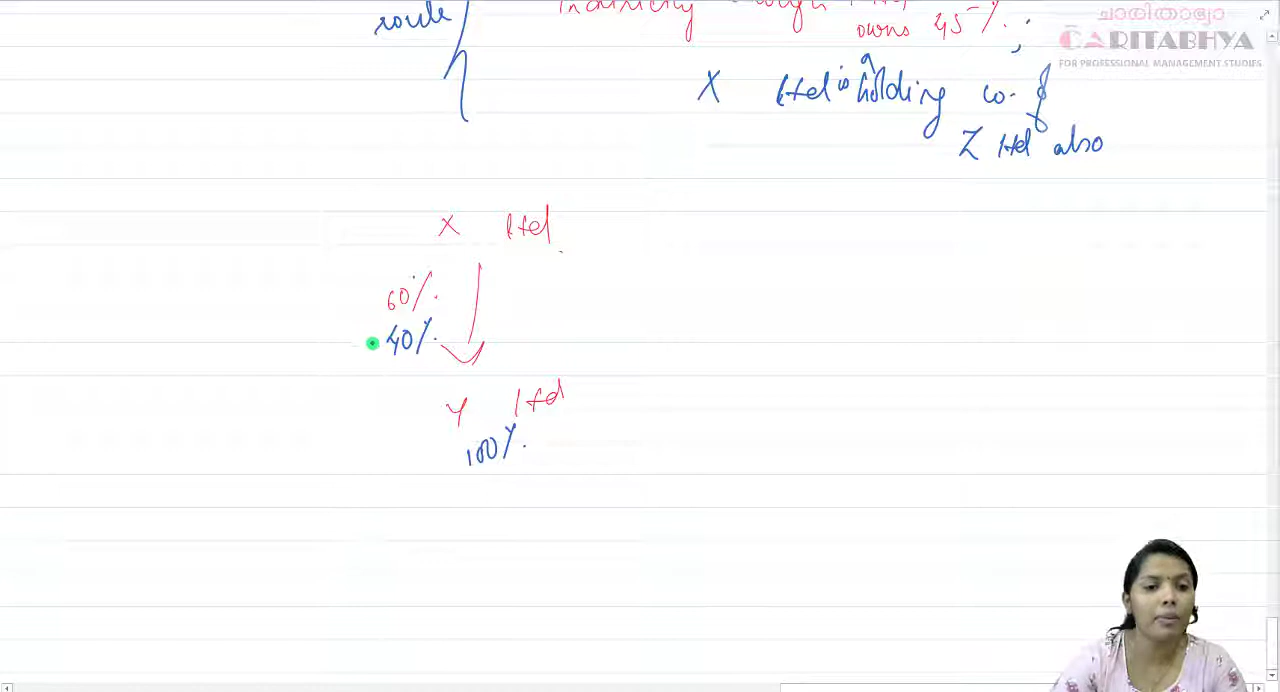 route
owns 45%.
ചാരിതാഭ്യാ
CARITABHYA
FOR PROFESSIONAL MANAGEMENT STUDIES
X ltd is a holding co. of
Z ltd also
X ltd
60%.
40%.
Y ltd
100%.